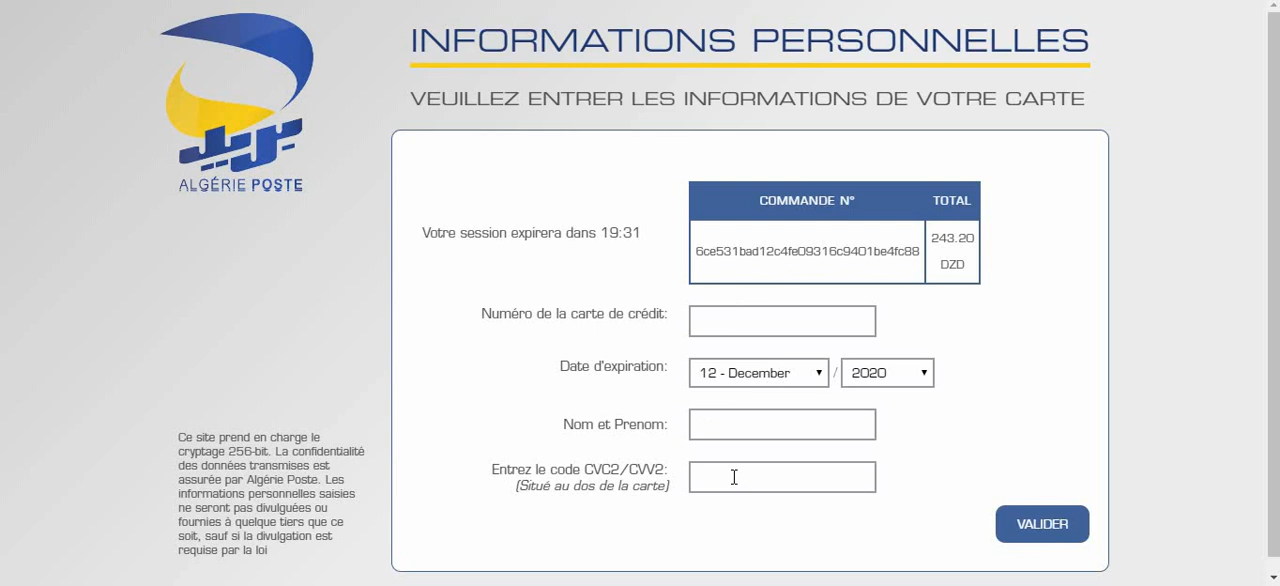 INFORMATIONS PERSONNELLES
VEUILLEZ ENTRER LES INFORMATIONS DE VOTRE CARTE
ALGÉRIE POSTE
COMMANDE N° TOTAL
Votre session expirera dans 19:31
6ce531bad12c4fe09316c9401be4fc88
243.20
DZD
Numéro de la carte de crédit:
Date d'expiration: 12 - December / 2020
Nom et Prenom:
Entrez le code CVC2/CVV2:
(Situé au dos de la carte)
VALIDER
Ce site prend en charge le
cryptage 256-bit. La confidentialité
des données transmises est
assurée par Algérie Poste. Les
informations personnelles saisies
ne seront pas divulguées ou
fournies à quelque tiers que ce
soit, sauf si la divulgation est
requise par la loi